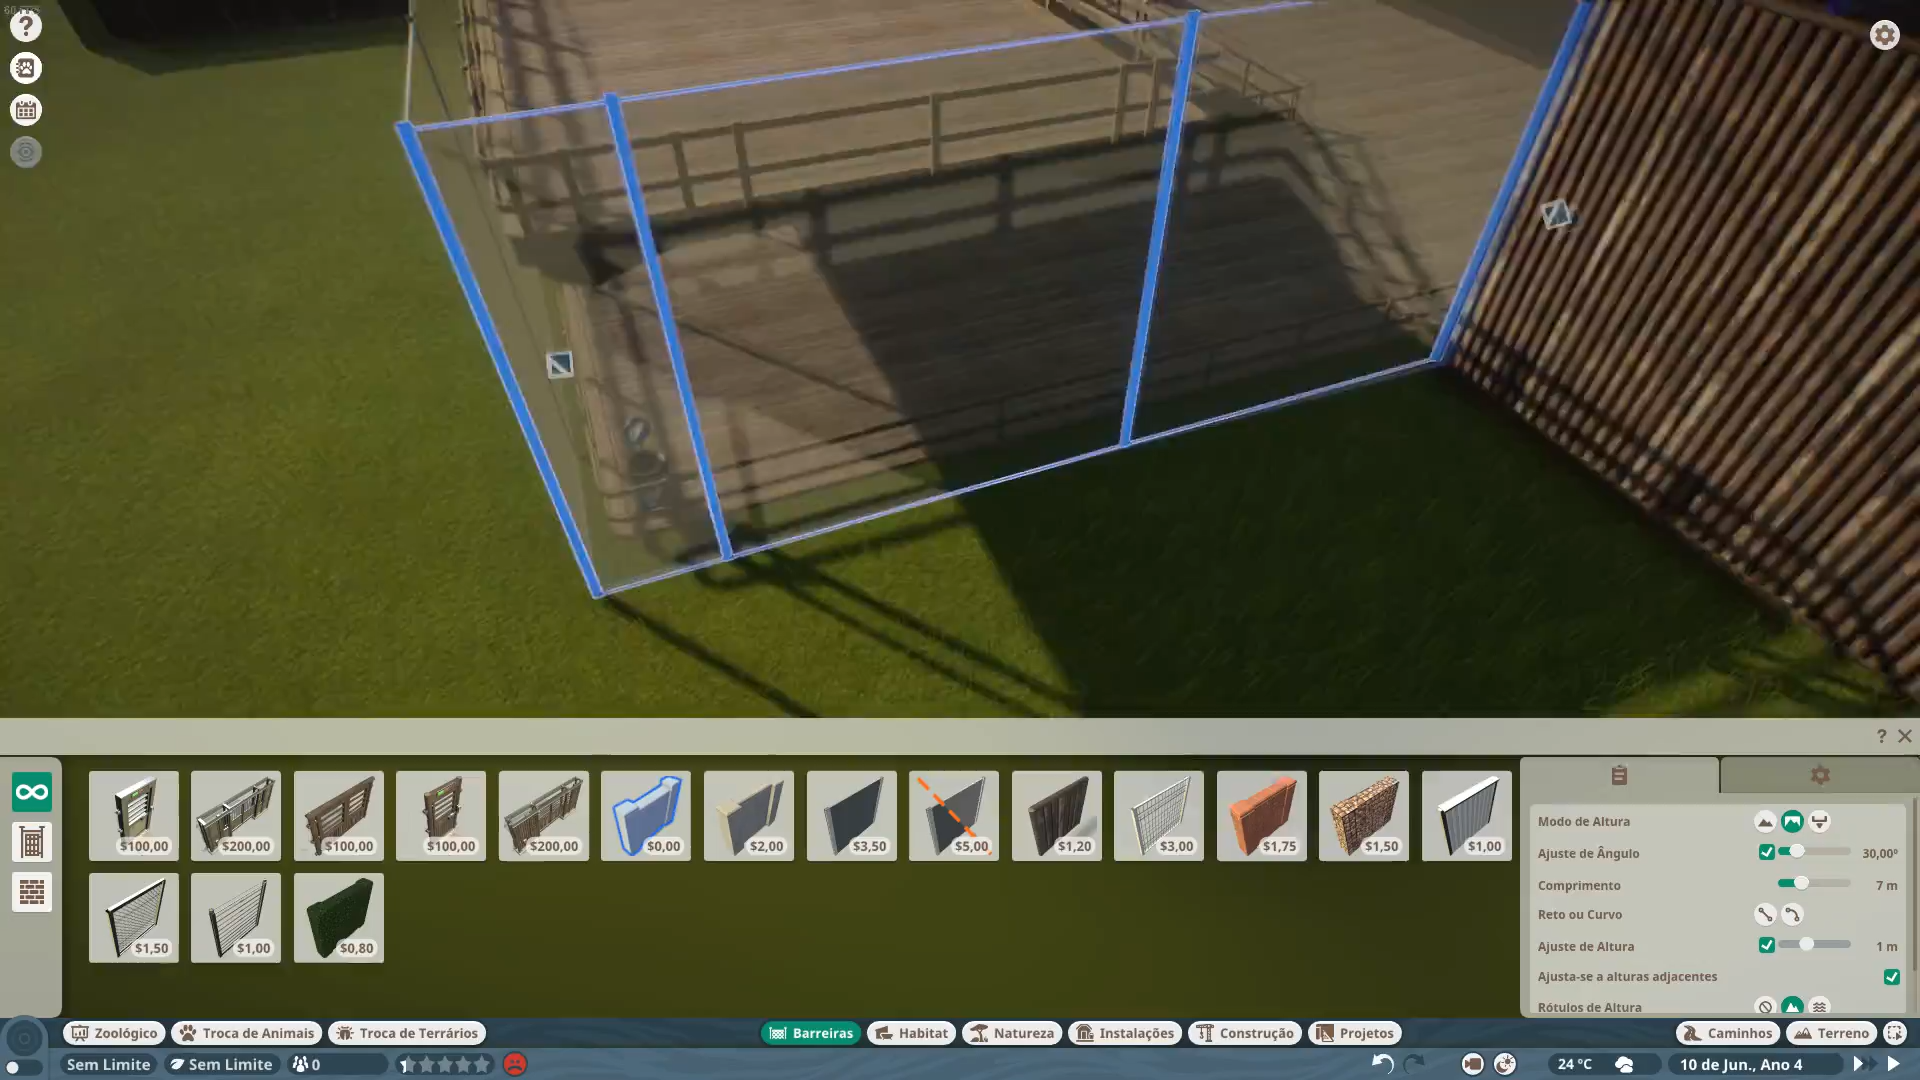 ?
?
$100,00 $200,00 $100,00 $100,00 $200,00 $0,00 $2,00 $3,50 $5,00 $1,20 $3,00 $1,75 $1,50 $1,00
$1,50 $1,00 $0,80
Modo de Altura
Ajuste de Ângulo 30,00º
Comprimento 7 m
Reto ou Curvo
Ajuste de Altura 1 m
Ajusta-se a alturas adjacentes
Rótulos de Altura
Zoológico Troca de Animais Troca de Terrários Barreiras Habitat Natureza Instalações Construção Projetos Caminhos Terreno
Sem Limite Sem Limite 0 24 ºC 10 de Jun., Ano 4